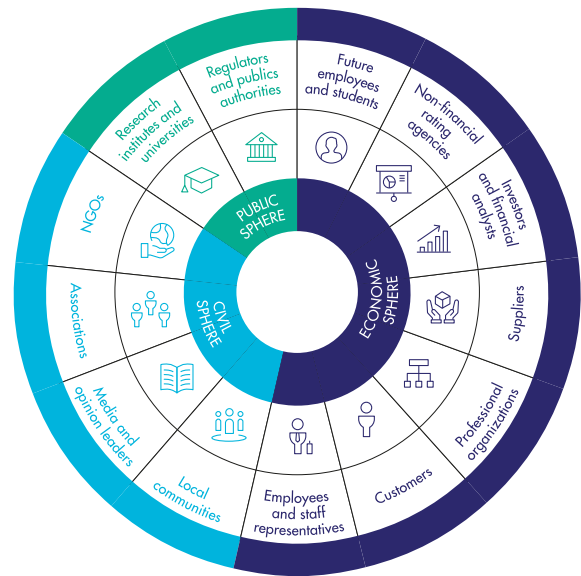 Regulators
and publics
authorities
Future
employees
and students
Non-financial
rating
agencies
Investors
and financial
analysts
Suppliers
Professional
organizations
Customers
Employees
and staff
representatives
Local
communities
Media and
opinion leaders
Associations
NGOs
Research
institutes and
universities
PUBLIC
SPHERE
ECONOMIC
SPHERE
CIVIL
SPHERE